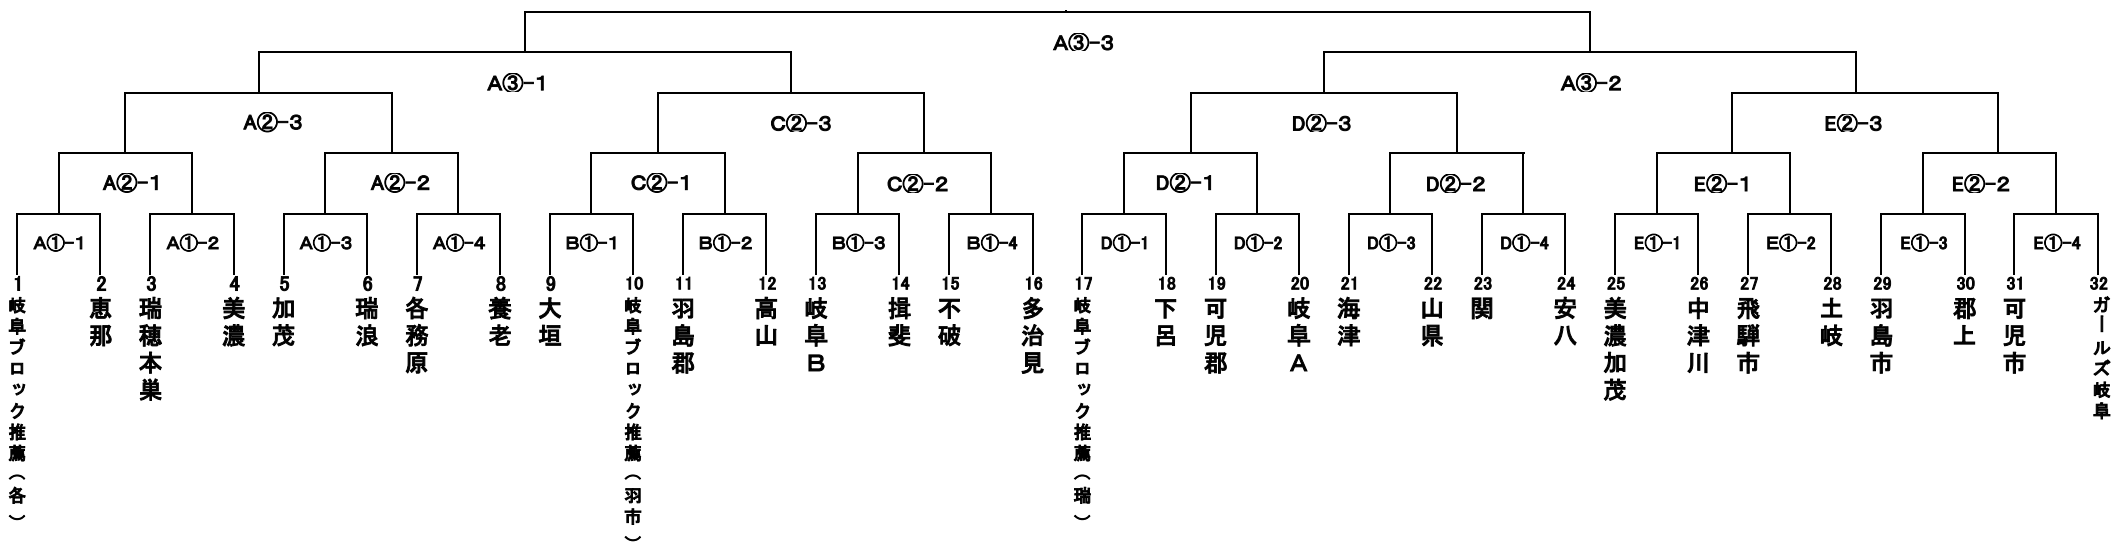 A③-3
A③-1
A③-2
A②-3
C②-3
D②-3
E②-3
A②-1
A②-2
C②-1
C②-2
D②-1
D②-2
E②-1
E②-2
A①-1
A①-2
A①-3
A①-4
B①-1
B①-2
B①-3
B①-4
D①-1
D①-2
D①-3
D①-4
E①-1
E①-2
E①-3
E①-4
1
岐阜ブロック推薦(各)
2
恵那
3
瑞穂本巣
4
美濃
5
加茂
6
瑞浪
7
各務原
8
養老
9
大垣
10
岐阜ブロック推薦(羽市)
11
羽島郡
12
高山
13
岐阜B
14
揖斐
15
不破
16
多治見
17
岐阜ブロック推薦(瑞)
18
下呂
19
可児郡
20
岐阜A
21
海津
22
山県
23
関
24
安八
25
美濃加茂
26
中津川
27
飛騨市
28
土岐
29
羽島市
30
郡上
31
可児市
32
ガールズ岐阜